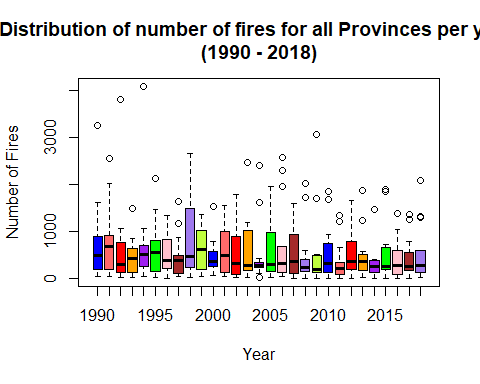 Distribution of number of fires for all Provinces per y
(1990 - 2018)
Number of Fires
3000
1000
0
1990 1995 2000 2005 2010 2015
Year